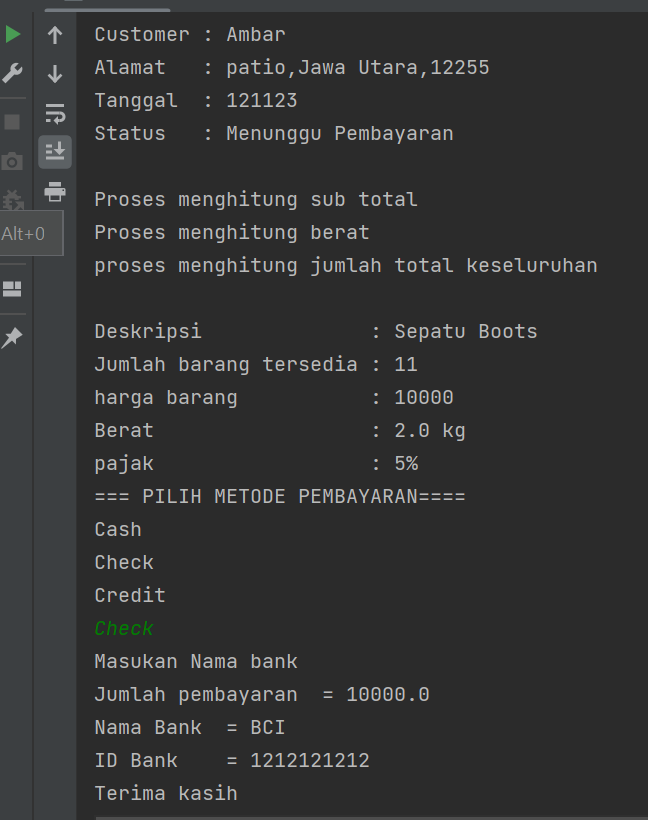 Customer : Ambar
Alamat   : patio,Jawa Utara,12255
Tanggal  : 121123
Status   : Menunggu Pembayaran
Proses menghitung sub total
Proses menghitung berat
proses menghitung jumlah total keseluruhan
Alt+0
Deskripsi              : Sepatu Boots
Jumlah barang tersedia : 11
harga barang           : 10000
Berat                  : 2.0 kg
pajak                  : 5%
=== PILIH METODE PEMBAYARAN====
Cash
Check
Credit
Check
Masukan Nama bank
Jumlah pembayaran  = 10000.0
Nama Bank  = BCI
ID Bank    = 1212121212
Terima kasih